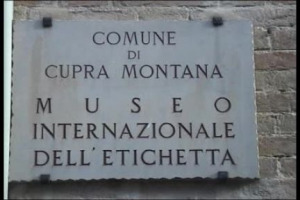 COMUNE
DI
CUPRA MONTANA
MUSEO
INTERNAZIONALE
DELL'ETICHETTA